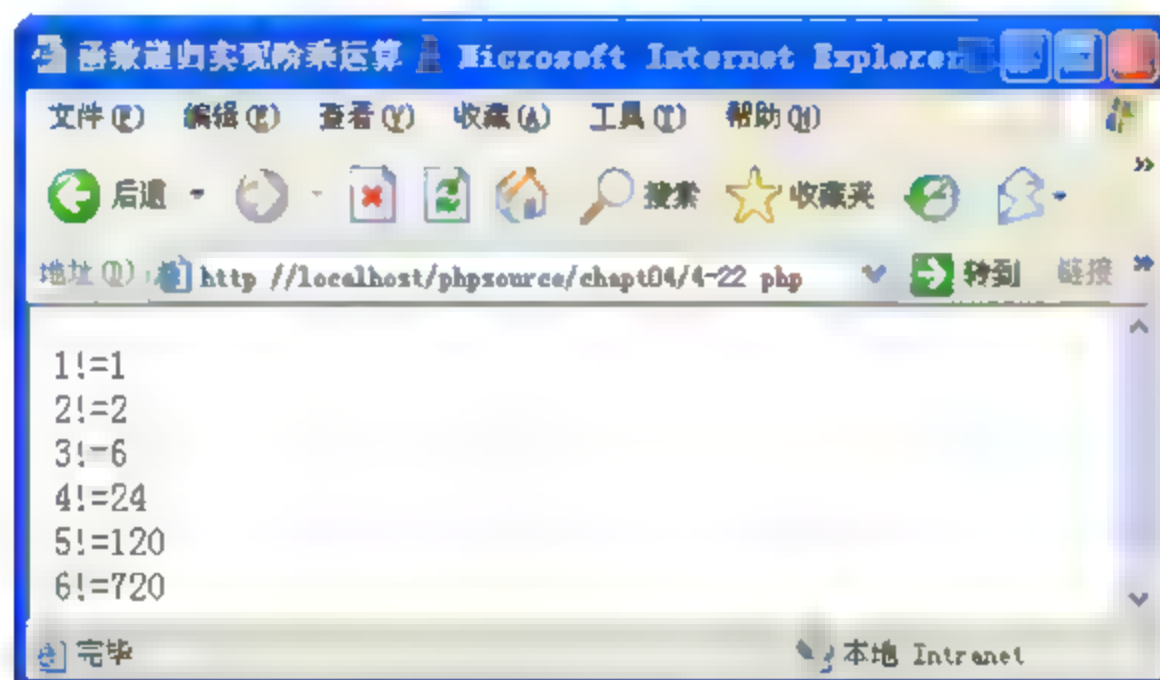 函数递归实现阶乘运算 Microsoft Internet Explorer
文件(F) 编辑(E) 查看(V) 收藏(A) 工具(T) 帮助(H)
后退 搜索 收藏夹
地址(D) http //localhost/phpsource/chapt04/4-22 php 转到 链接
1!=1
2!=2
3!=6
4!=24
5!=120
6!=720
完毕 本地 Intranet